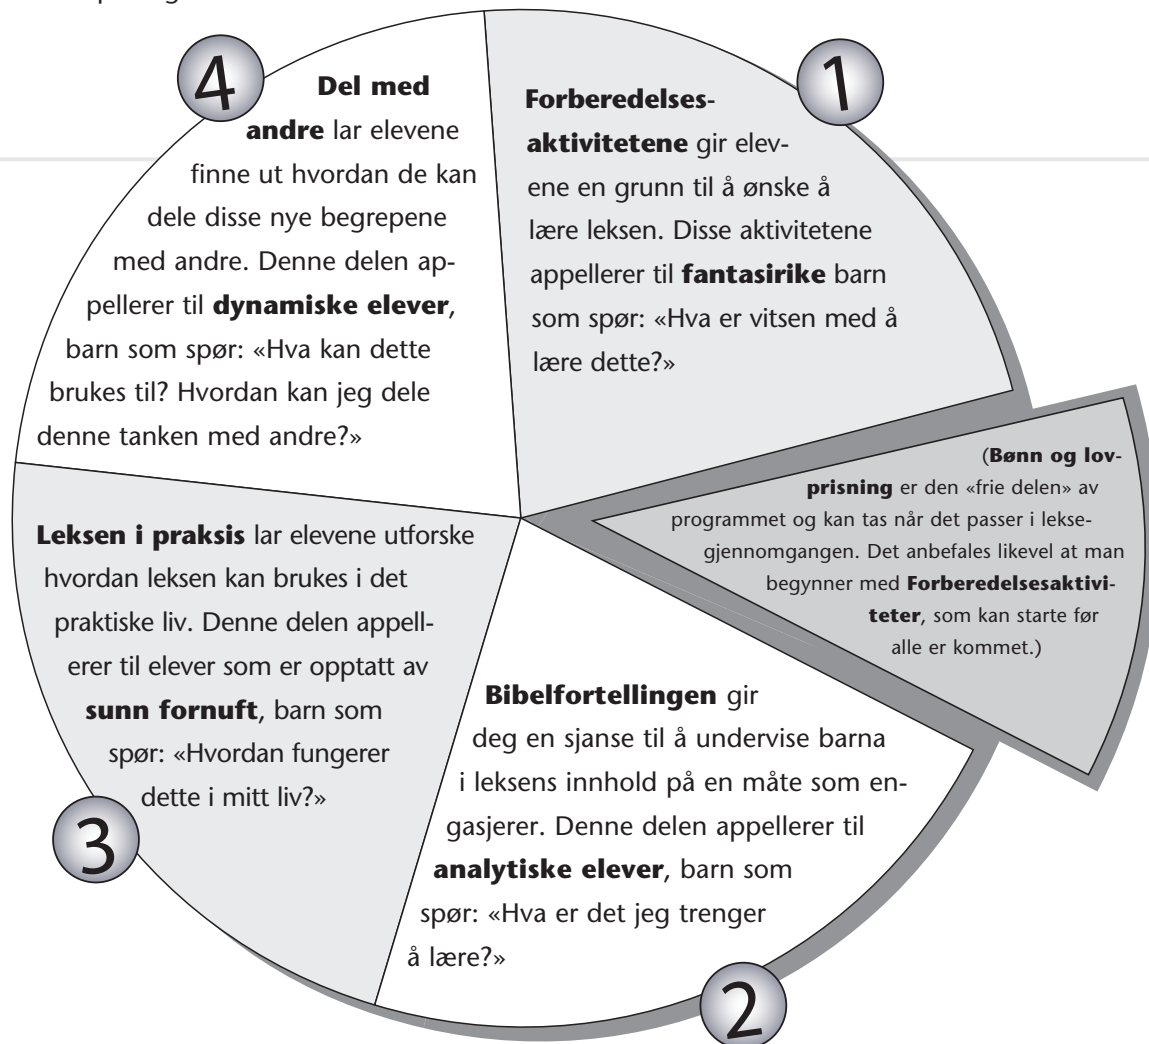 1
Forberedelses-
aktivitetene gir elev-
ene en grunn til å ønske å
lære leksen. Disse aktivitetene
appellerer til fantasirike barn
som spør: «Hva er vitsen med å
lære dette?»
(Bønn og lov-
prisning er den «frie delen» av
programmet og kan tas når det passer i lekse-
gjennomgangen. Det anbefales likevel at man
begynner med Forberedelsesaktivi-
teter, som kan starte før
alle er kommet.)
2
Bibelfortellingen gir
deg en sjanse til å undervise barna
i leksens innhold på en måte som en-
gasjerer. Denne delen appellerer til
analytiske elever, barn som
spør: «Hva er det jeg trenger
å lære?»
3
Leksen i praksis lar elevene utforske
hvordan leksen kan brukes i det
praktiske liv. Denne delen appell-
erer til elever som er opptatt av
sunn fornuft, barn som
spør: «Hvordan fungerer
dette i mitt liv?»
4
Del med
andre lar elevene
finne ut hvordan de kan
dele disse nye begrepene
med andre. Denne delen ap-
pellerer til dynamiske elever,
barn som spør: «Hva kan dette
brukes til? Hvordan kan jeg dele
denne tanken med andre?»